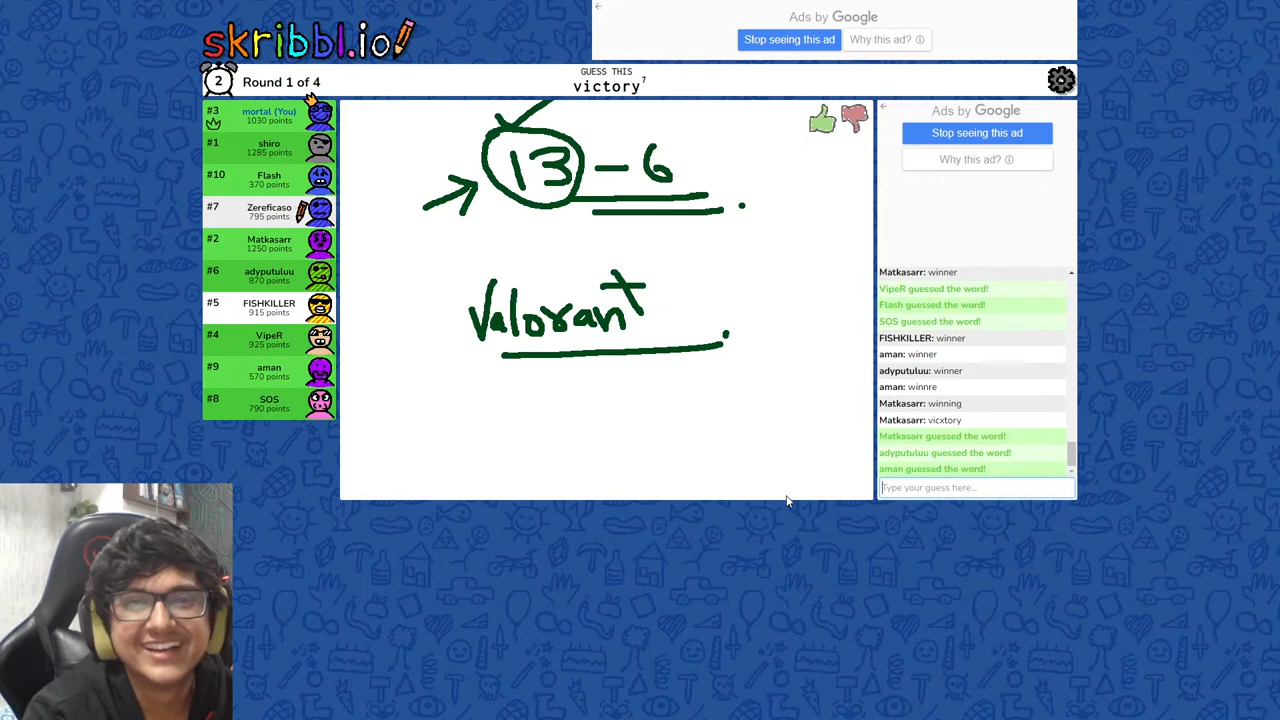 Ads by Google
Stop seeing this ad
Why this ad?
skribbl.io
2
Round 1 of 4
GUESS THIS
victory 7
#3
mortal (You)
1030 points
#1
shiro
1285 points
#10
Flash
370 points
#7
Zereficaso
795 points
#2
Matkasarr
1250 points
#6
adyputuluu
870 points
#5
FISHKILLER
915 points
#4
VipeR
925 points
#9
aman
570 points
#8
SOS
790 points
13 - 6
Valorant
Ads by Google
Stop seeing this ad
Why this ad?
Matkasarr: winner
VipeR guessed the word!
Flash guessed the word!
SOS guessed the word!
FISHKILLER: winner
aman: winner
adyputuluu: winner
aman: winnre
Matkasarr: winning
Matkasarr: vicxtory
Matkasarr guessed the word!
adyputuluu guessed the word!
aman guessed the word!
Type your guess here...